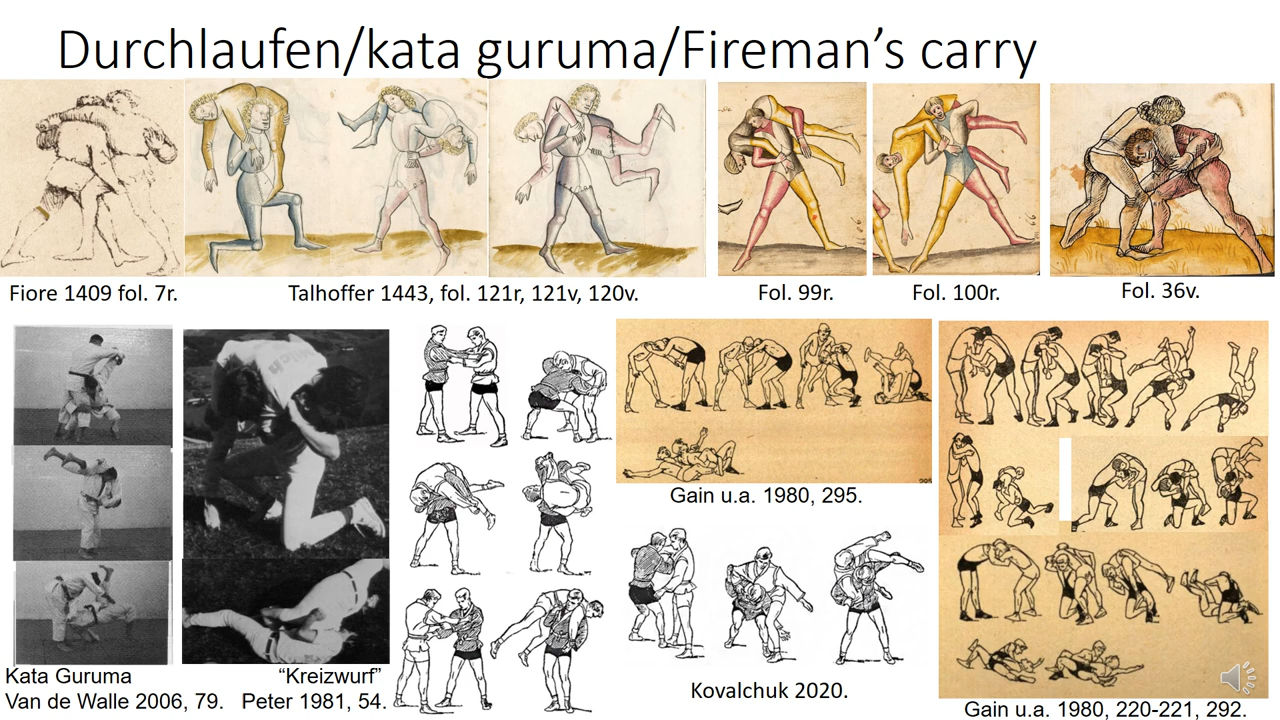 Durchlaufen/kata guruma/Fireman’s carry
Fiore 1409 fol. 7r.
Talhoffer 1443, fol. 121r, 121v, 120v.
Fol. 99r.
Fol. 100r.
Fol. 36v.
Gain u.a. 1980, 295.
Kata Guruma
Van de Walle 2006, 79.
“Kreizwurf”
Peter 1981, 54.
Kovalchuk 2020.
Gain u.a. 1980, 220-221, 292.